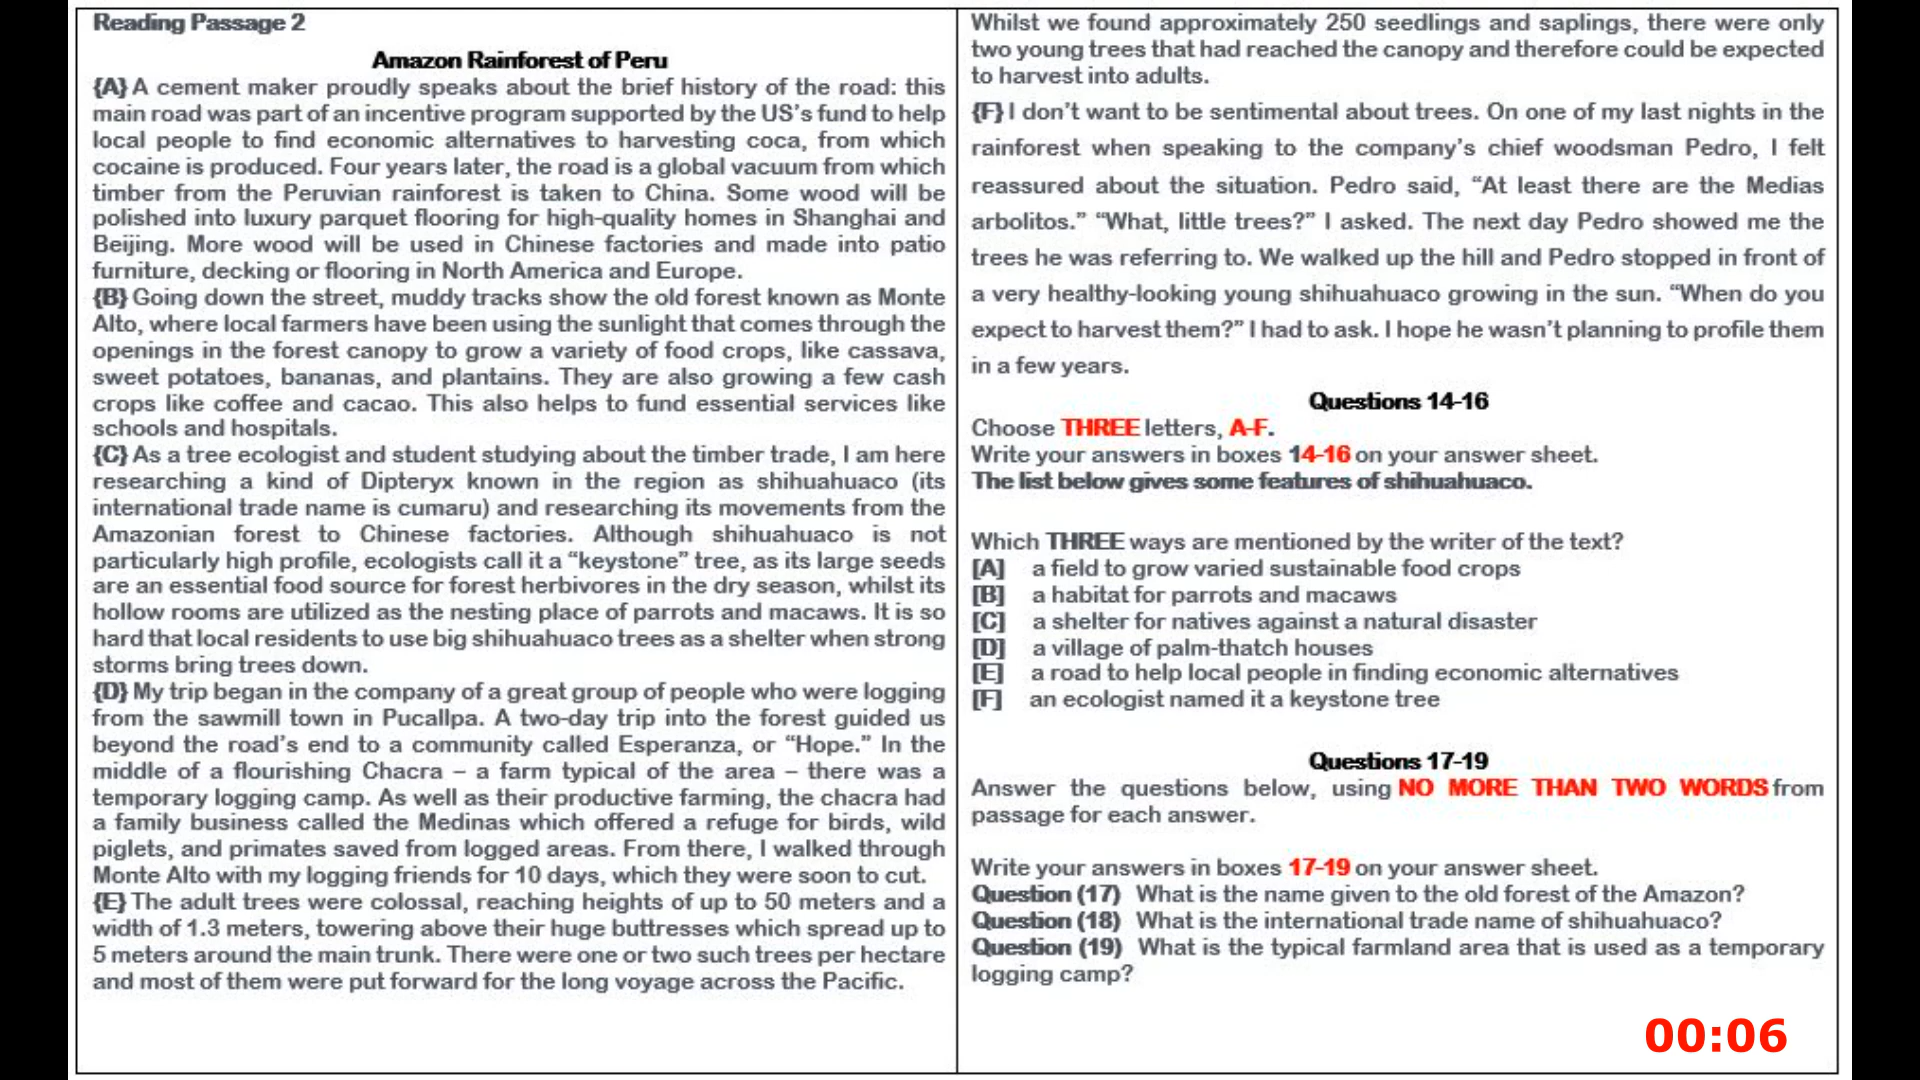 Reading Passage 2
Amazon Rainforest of Peru
{A} A cement maker proudly speaks about the brief history of the road: this
main road was part of an incentive program supported by the US's fund to help
local people to find economic alternatives to harvesting coca, from which
cocaine is produced. Four years later, the road is a global vacuum from which
timber from the Peruvian rainforest is taken to China. Some wood will be
polished into luxury parquet flooring for high-quality homes in Shanghai and
Beijing. More wood will be used in Chinese factories and made into patio
furniture, decking or flooring in North America and Europe.
{B} Going down the street, muddy tracks show the old forest known as Monte
Alto, where local farmers have been using the sunlight that comes through the
openings in the forest canopy to grow a variety of food crops, like cassava,
sweet potatoes, bananas, and plantains. They are also growing a few cash
crops like coffee and cacao. This also helps to fund essential services like
schools and hospitals.
{C} As a tree ecologist and student studying about the timber trade, I am here
researching a kind of Dipteryx known in the region as shihuahuaco (its
international trade name is cumaru) and researching its movements from the
Amazonian forest to Chinese factories. Although shihuahuaco is not
particularly high profile, ecologists call it a “keystone” tree, as its large seeds
are an essential food source for forest herbivores in the dry season, whilst its
hollow rooms are utilized as the nesting place of parrots and macaws. It is so
hard that local residents to use big shihuahuaco trees as a shelter when strong
storms bring trees down.
{D} My trip began in the company of a great group of people who were logging
from the sawmill town in Pucallpa. A two-day trip into the forest guided us
beyond the road's end to a community called Esperanza, or “Hope.” In the
middle of a flourishing Chacra – a farm typical of the area – there was a
temporary logging camp. As well as their productive farming, the chacra had
a family business called the Medinas which offered a refuge for birds, wild
piglets, and primates saved from logged areas. From there, I walked through
Monte Alto with my logging friends for 10 days, which they were soon to cut.
{E} The adult trees were colossal, reaching heights of up to 50 meters and a
width of 1.3 meters, towering above their huge buttresses which spread up to
5 meters around the main trunk. There were one or two such trees per hectare
and most of them were put forward for the long voyage across the Pacific.
Whilst we found approximately 250 seedlings and saplings, there were only
two young trees that had reached the canopy and therefore could be expected
to harvest into adults.
{F} I don't want to be sentimental about trees. On one of my last nights in the
rainforest when speaking to the company's chief woodsman Pedro, I felt
reassured about the situation. Pedro said, “At least there are the Medias
arbolitos.” “What, little trees?” I asked. The next day Pedro showed me the
trees he was referring to. We walked up the hill and Pedro stopped in front of
a very healthy-looking young shihuahuaco growing in the sun. “When do you
expect to harvest them?” I had to ask. I hope he wasn't planning to profile them
in a few years.
Questions 14-16
Choose THREE letters, A-F.
Write your answers in boxes 14-16 on your answer sheet.
The list below gives some features of shihuahuaco.
Which THREE ways are mentioned by the writer of the text?
[A] a field to grow varied sustainable food crops
[B] a habitat for parrots and macaws
[C] a shelter for natives against a natural disaster
[D] a village of palm-thatch houses
[E] a road to help local people in finding economic alternatives
[F] an ecologist named it a keystone tree
Questions 17-19
Answer the questions below, using NO MORE THAN TWO WORDS from
passage for each answer.
Write your answers in boxes 17-19 on your answer sheet.
Question (17) What is the name given to the old forest of the Amazon?
Question (18) What is the international trade name of shihuahuaco?
Question (19) What is the typical farmland area that is used as a temporary
logging camp?
00:06